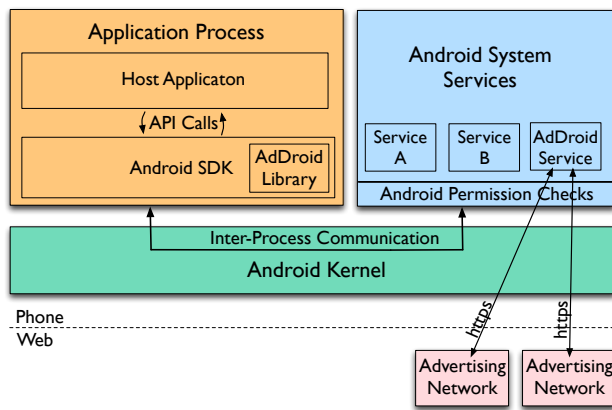 Application Process
Host Applicaton
API Calls
Android SDK
AdDroid
Library
Android System
Services
Service
A
Service
B
AdDroid
Service
Android Permission Checks
Inter-Process Communication
Android Kernel
Phone
Web
https
https
Advertising
Network
Advertising
Network